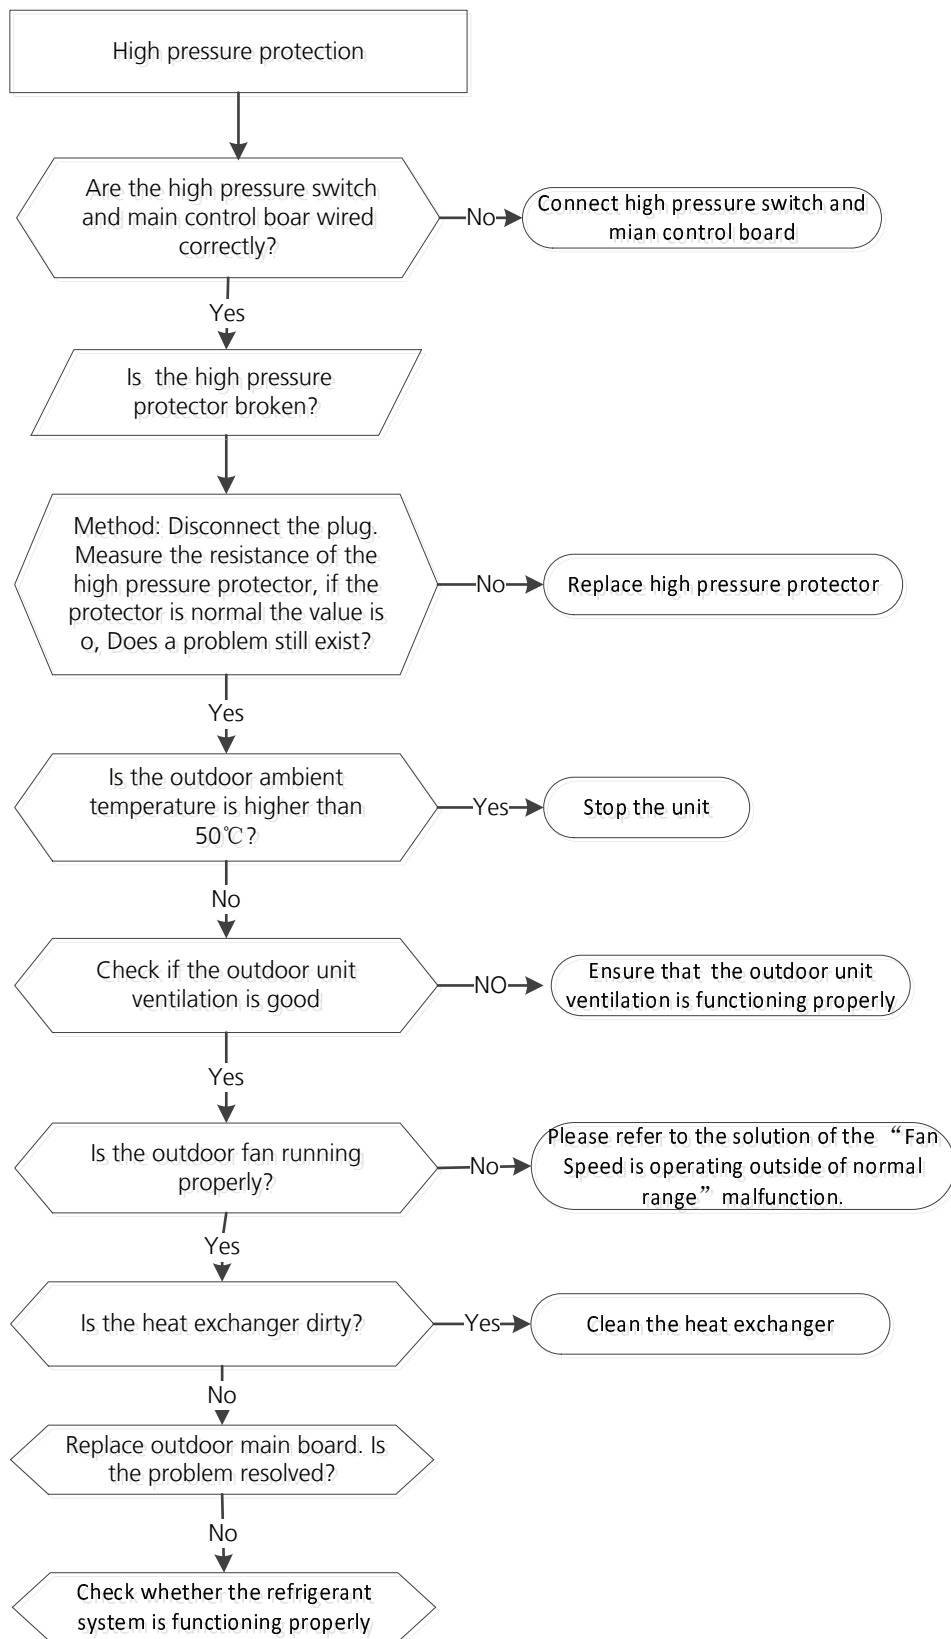 High pressure protection
Are the high pressure switch
and main control boar wired
correctly?
No
Connect high pressure switch and
mian control board
Yes
Is the high pressure
protector broken?
Method: Disconnect the plug.
Measure the resistance of the
high pressure protector, if the
protector is normal the value is
o, Does a problem still exist?
No
Replace high pressure protector
Yes
Is the outdoor ambient
temperature is higher than
50℃?
Yes
Stop the unit
No
Check if the outdoor unit
ventilation is good
NO
Ensure that the outdoor unit
ventilation is functioning properly
Yes
Is the outdoor fan running
properly?
No
Please refer to the solution of the “Fan
Speed is operating outside of normal
range” malfunction.
Yes
Is the heat exchanger dirty?
Yes
Clean the heat exchanger
No
Replace outdoor main board. Is
the problem resolved?
No
Check whether the refrigerant
system is functioning properly